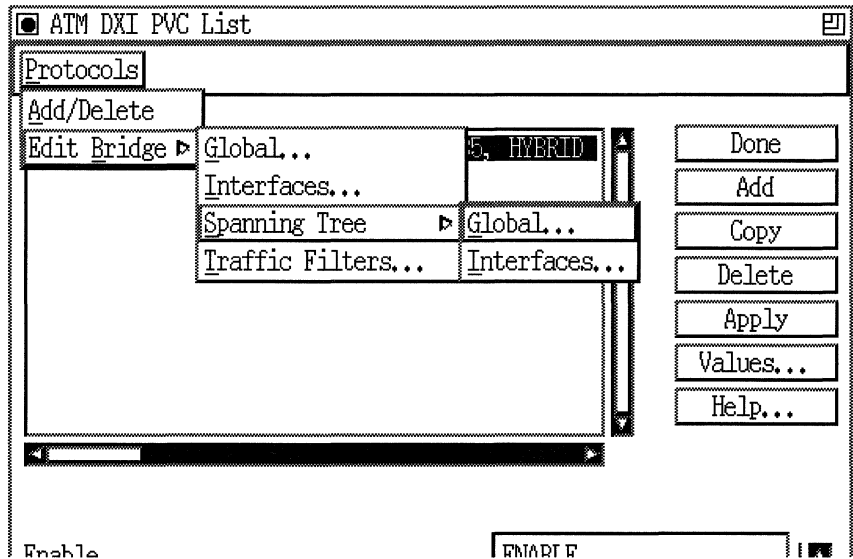 ATM DXI PVC List
Protocols
Add/Delete
Edit Bridge
Global...
Interfaces...
Spanning Tree
Traffic Filters...
Global...
Interfaces...
5, HYBRID
Done
Add
Copy
Delete
Apply
Values...
Help...
Enable
ENABLE